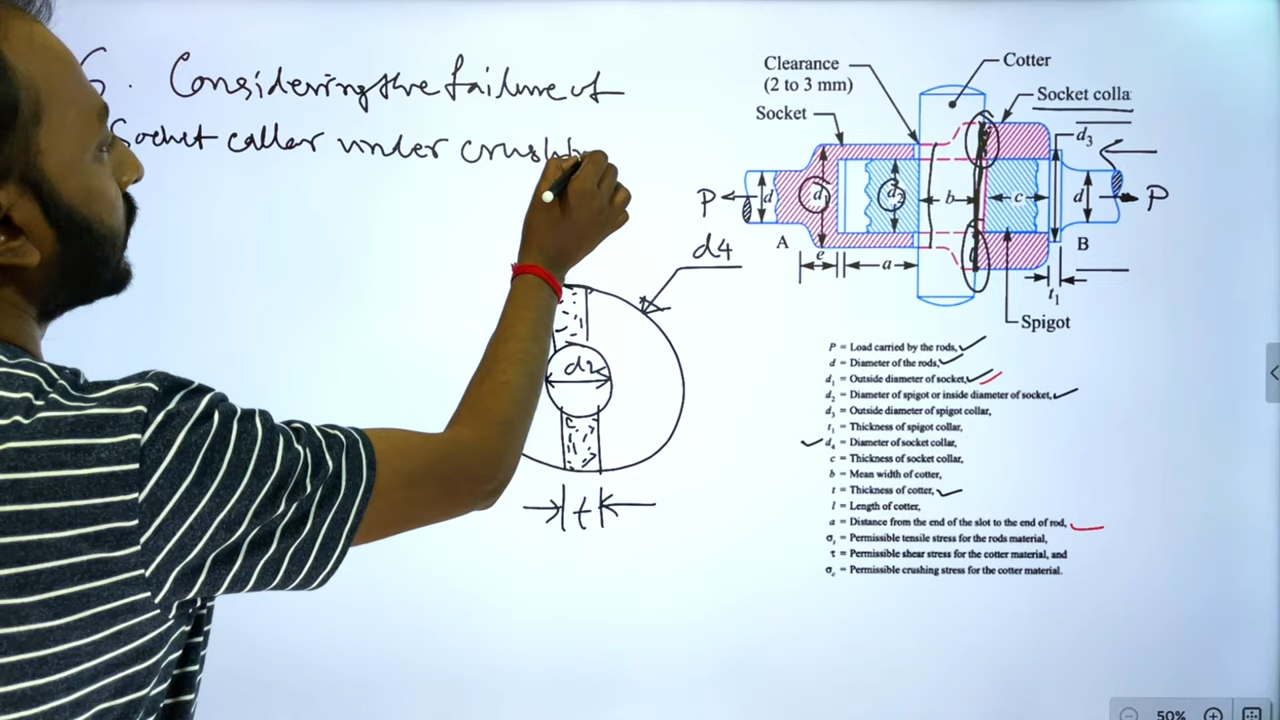 6. Considering the failure of
Socket collar under crushi
Clearance
(2 to 3 mm)
Socket
Cotter
Socket colla
d3
P
d
d1
d2
b
c
d
P
A
B
e
a
t1
Spigot
d4
d2
t
P = Load carried by the rods,
d = Diameter of the rods,
d1 = Outside diameter of socket,
d2 = Diameter of spigot or inside diameter of socket,
d3 = Outside diameter of spigot collar,
t1 = Thickness of spigot collar,
d4 = Diameter of socket collar,
c = Thickness of socket collar,
b = Mean width of cotter,
t = Thickness of cotter,
l = Length of cotter,
a = Distance from the end of the slot to the end of rod,
σt = Permissible tensile stress for the rods material,
τ = Permissible shear stress for the cotter material, and
σc = Permissible crushing stress for the cotter material.
50%